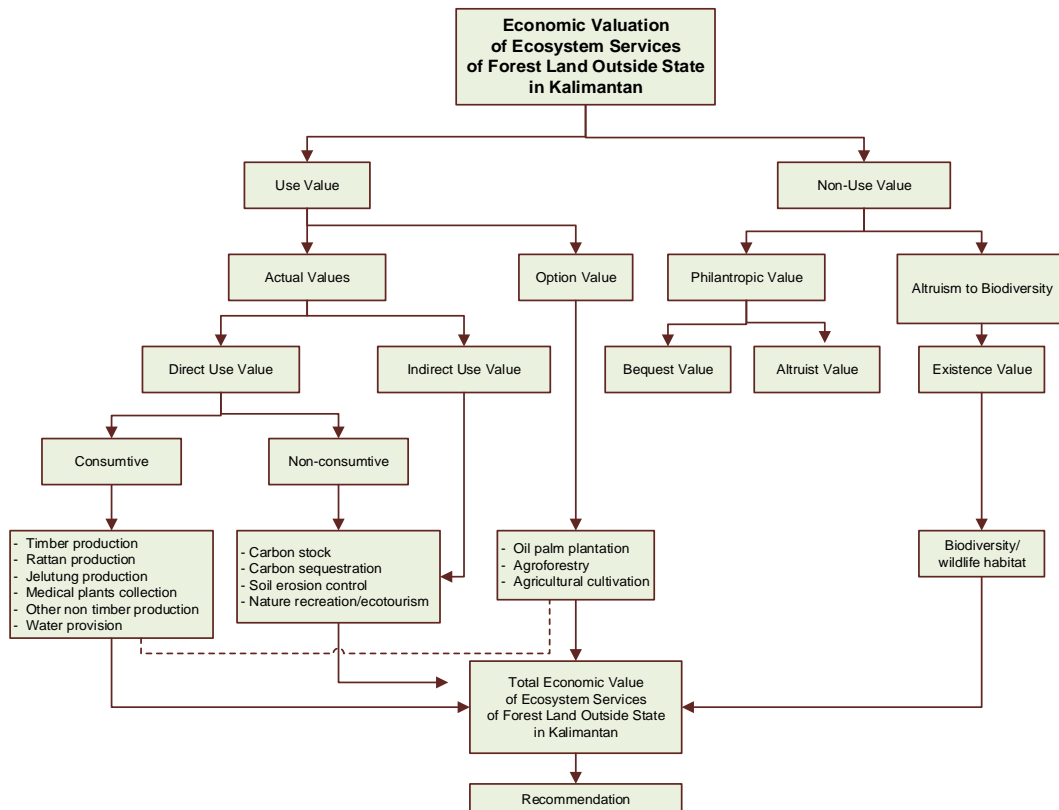 Economic Valuation
of Ecosystem Services
of Forest Land Outside State
in Kalimantan
Use Value
Non-Use Value
Actual Values
Option Value
Philantropic Value
Altruism to Biodiversity
Direct Use Value
Indirect Use Value
Bequest Value
Altruist Value
Existence Value
Consumtive
Non-consumtive
- Timber production
- Rattan production
- Jelutung production
- Medical plants collection
- Other non timber production
- Water provision
- Carbon stock
- Carbon sequestration
- Soil erosion control
- Nature recreation/ecotourism
- Oil palm plantation
- Agroforestry
- Agricultural cultivation
Biodiversity/
wildlife habitat
Total Economic Value
of Ecosystem Services
of Forest Land Outside State
in Kalimantan
Recommendation